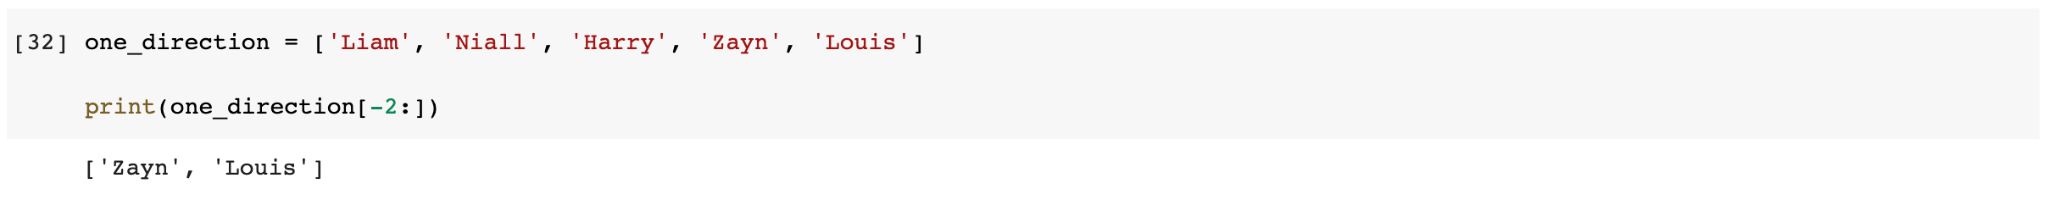 [32] one_direction = ['Liam', 'Niall', 'Harry', 'Zayn', 'Louis']
print(one_direction[-2:])
['Zayn', 'Louis']